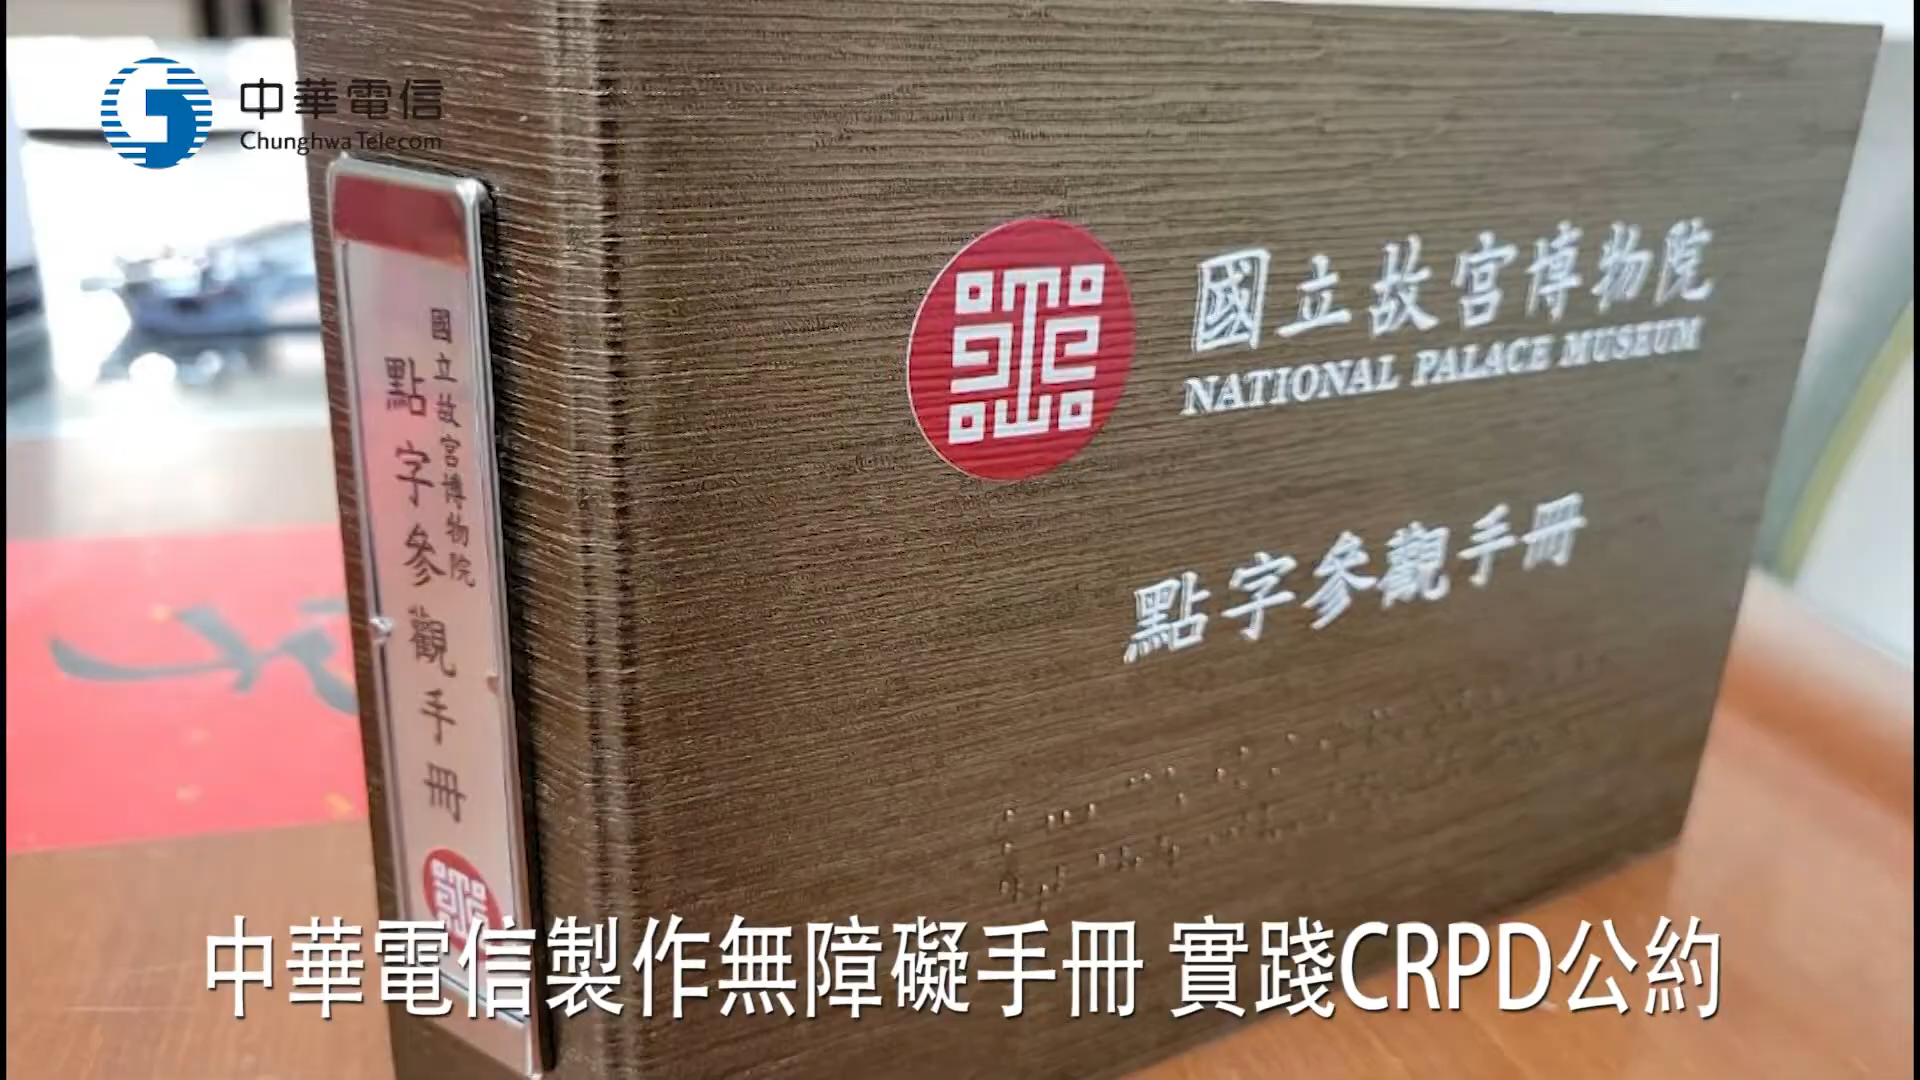 中華電信
Chunghwa Telecom
國立故宮博物院
點字參觀手冊
國立故宮博物院
NATIONAL PALACE MUSEUM
點字參觀手冊
中華電信製作無障礙手冊 實踐CRPD公約